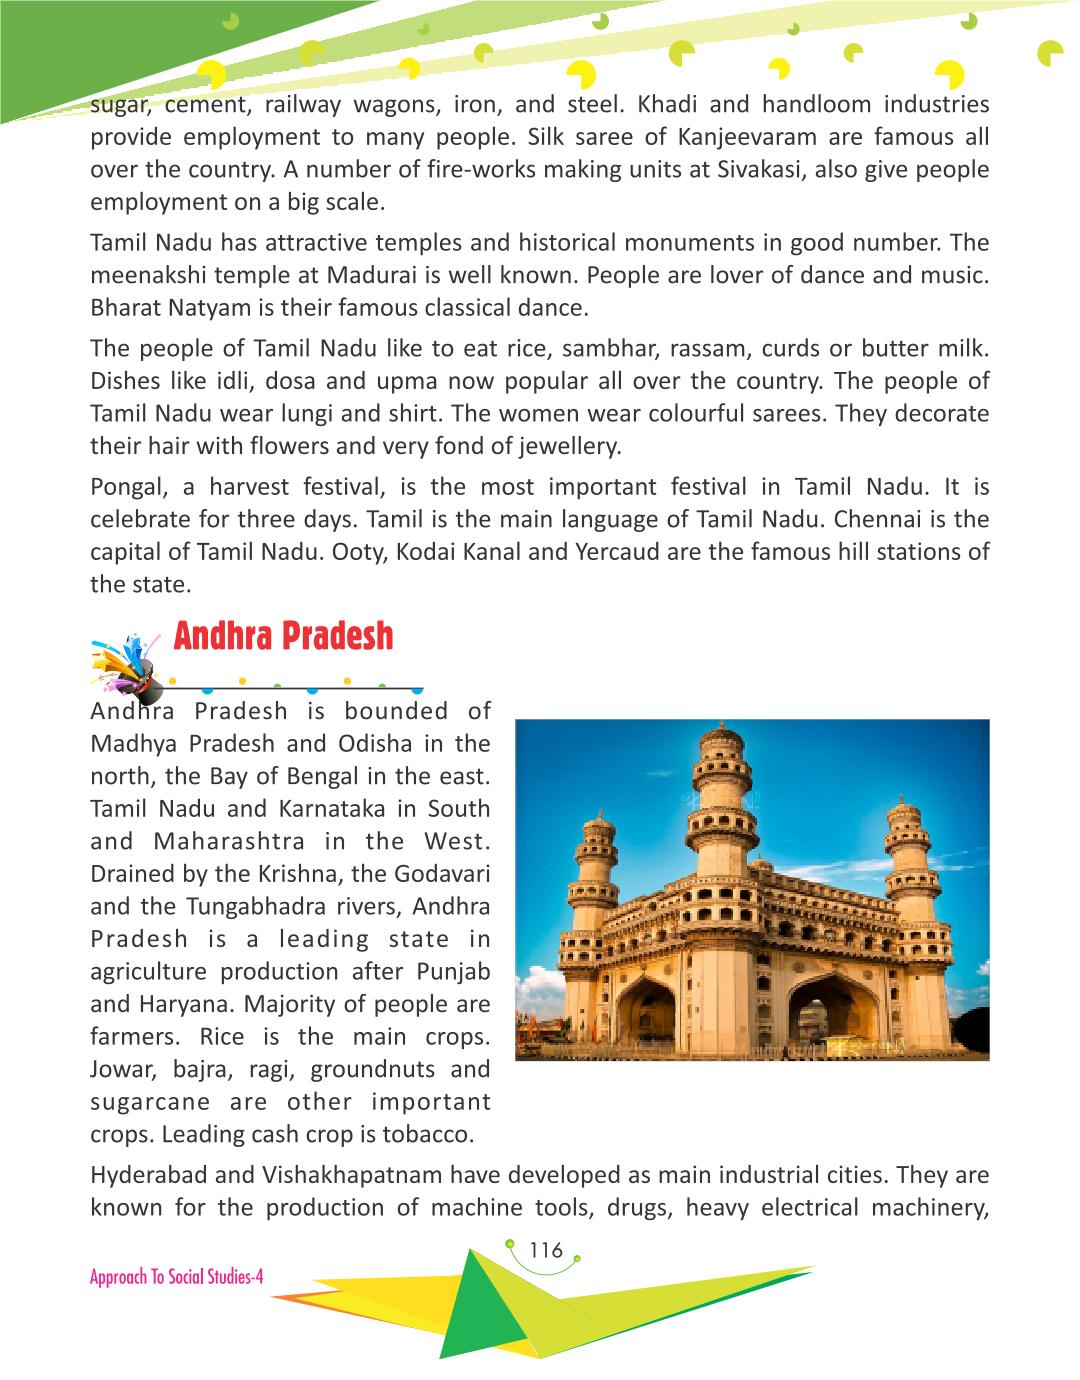 sugar, cement, railway wagons, iron, and steel. Khadi and handloom industries
provide employment to many people. Silk saree of Kanjeevaram are famous all
over the country. A number of fire-works making units at Sivakasi, also give people
employment on a big scale.
Tamil Nadu has attractive temples and historical monuments in good number. The
meenakshi temple at Madurai is well known. People are lover of dance and music.
Bharat Natyam is their famous classical dance.
The people of Tamil Nadu like to eat rice, sambhar, rassam, curds or butter milk.
Dishes like idli, dosa and upma now popular all over the country. The people of
Tamil Nadu wear lungi and shirt. The women wear colourful sarees. They decorate
their hair with flowers and very fond of jewellery.
Pongal, a harvest festival, is the most important festival in Tamil Nadu. It is
celebrate for three days. Tamil is the main language of Tamil Nadu. Chennai is the
capital of Tamil Nadu. Ooty, Kodai Kanal and Yercaud are the famous hill stations of
the state.
Andhra Pradesh
Andhra Pradesh is bounded of
Madhya Pradesh and Odisha in the
north, the Bay of Bengal in the east.
Tamil Nadu and Karnataka in South
and Maharashtra in the West.
Drained by the Krishna, the Godavari
and the Tungabhadra rivers, Andhra
Pradesh is a leading state in
agriculture production after Punjab
and Haryana. Majority of people are
farmers. Rice is the main crops.
Jowar, bajra, ragi, groundnuts and
sugarcane are other important
crops. Leading cash crop is tobacco.
Hyderabad and Vishakhapatnam have developed as main industrial cities. They are
known for the production of machine tools, drugs, heavy electrical machinery,
116
Approach To Social Studies-4